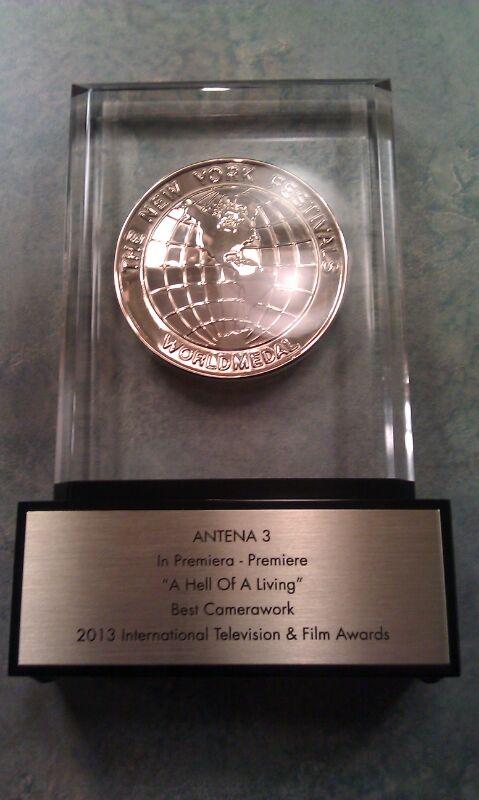 THE NEW YORK FESTIVALS
WORLDMEDAL
ANTENA 3
In Premiera - Premiere
"A Hell Of A Living"
Best Camerawork
2013 International Television & Film Awards